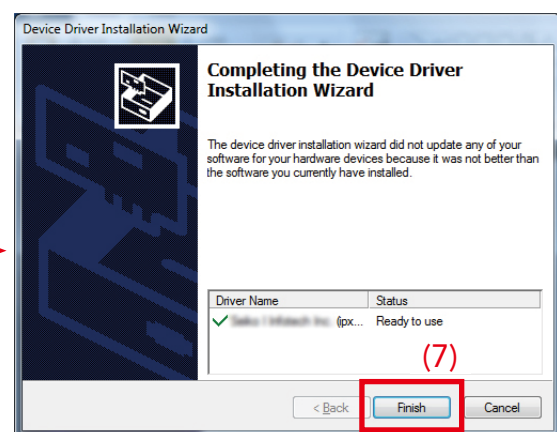 Device Driver Installation Wizard
Completing the Device Driver
Installation Wizard
The device driver installation wizard did not update any of your
software for your hardware devices because it was not better than
the software you currently have installed.
Driver Name Status
(ipx... Ready to use
(7)
< Back Finish Cancel